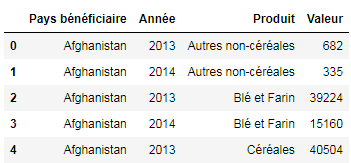 Pays bénéficiaire Année Produit Valeur
0 Afghanistan 2013 Autres non-céréales 682
1 Afghanistan 2014 Autres non-céréales 335
2 Afghanistan 2013 Blé et Farin 39224
3 Afghanistan 2014 Blé et Farin 15160
4 Afghanistan 2013 Céréales 40504